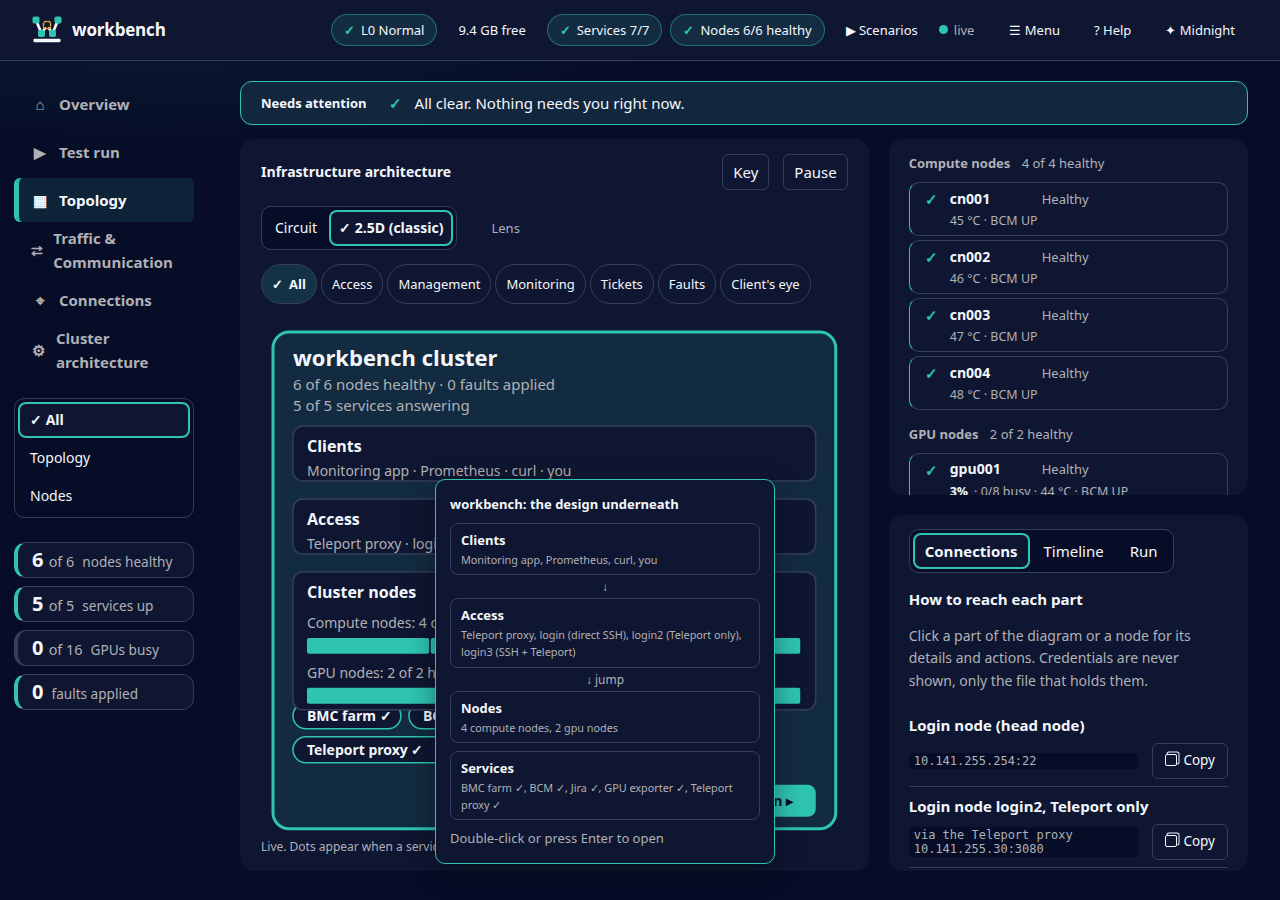 workbench
✓ L0 Normal
9.4 GB free
✓ Services 7/7
✓ Nodes 6/6 healthy
▶ Scenarios
live
☰ Menu
? Help
✦ Midnight
Overview
Test run
Topology
Traffic &
Communication
Connections
Cluster
architecture
✓ All
Topology
Nodes
6 of 6 nodes healthy
5 of 5 services up
0 of 16 GPUs busy
0 faults applied
Needs attention ✓ All clear. Nothing needs you right now.
Infrastructure architecture
Key
Pause
Circuit
✓ 2.5D (classic)
Lens
✓ All
Access
Management
Monitoring
Tickets
Faults
Client's eye
workbench cluster
6 of 6 nodes healthy · 0 faults applied
5 of 5 services answering
Clients
Monitoring app · Prometheus · curl · you
Access
Teleport proxy ·
Cluster nodes
Compute nodes: 4
GPU nodes: 2 of 2
BMC farm ✓
Teleport proxy ✓
Live. Dots appear when a
workbench: the design underneath
Clients
Monitoring app, Prometheus, curl, you
↓
Access
Teleport proxy, login (direct SSH), login2 (Teleport only),
login3 (SSH + Teleport)
↓ jump
Nodes
4 compute nodes, 2 gpu nodes
Services
BMC farm ✓, BCM ✓, Jira ✓, GPU exporter ✓, Teleport
proxy ✓
Double-click or press Enter to open
Compute nodes 4 of 4 healthy
✓ cn001 Healthy
45 °C · BCM UP
✓ cn002 Healthy
46 °C · BCM UP
✓ cn003 Healthy
47 °C · BCM UP
✓ cn004 Healthy
48 °C · BCM UP
GPU nodes 2 of 2 healthy
✓ gpu001 Healthy
3% · 0/8 busy · 44 °C · BCM UP
Connections
Timeline
Run
How to reach each part
Click a part of the diagram or a node for its
details and actions. Credentials are never
shown, only the file that holds them.
Login node (head node)
10.141.255.254:22
Copy
Login node login2, Teleport only
via the Teleport proxy
10.141.255.30:3080
Copy